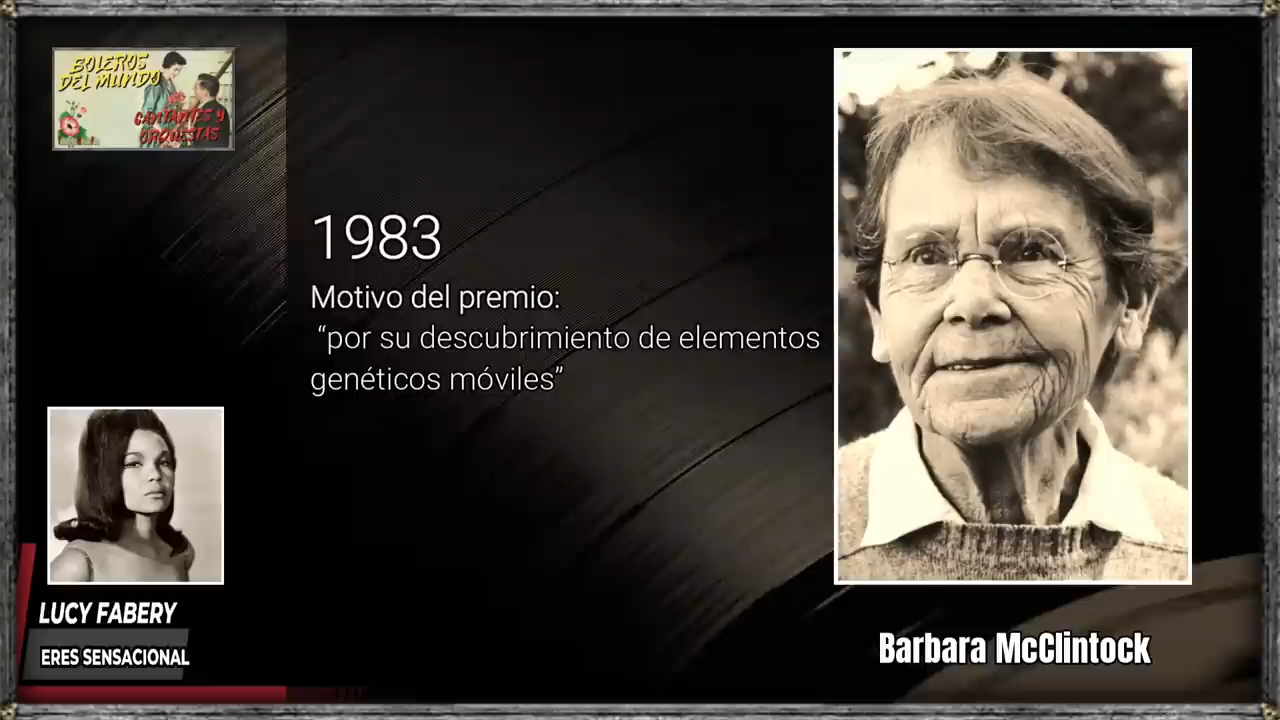 BOLEROS
DEL MUNDO
CANTANTES Y
ORQUESTAS
1983
Motivo del premio:
“por su descubrimiento de elementos
genéticos móviles”
LUCY FABERY
ERES SENSACIONAL
Barbara McClintock